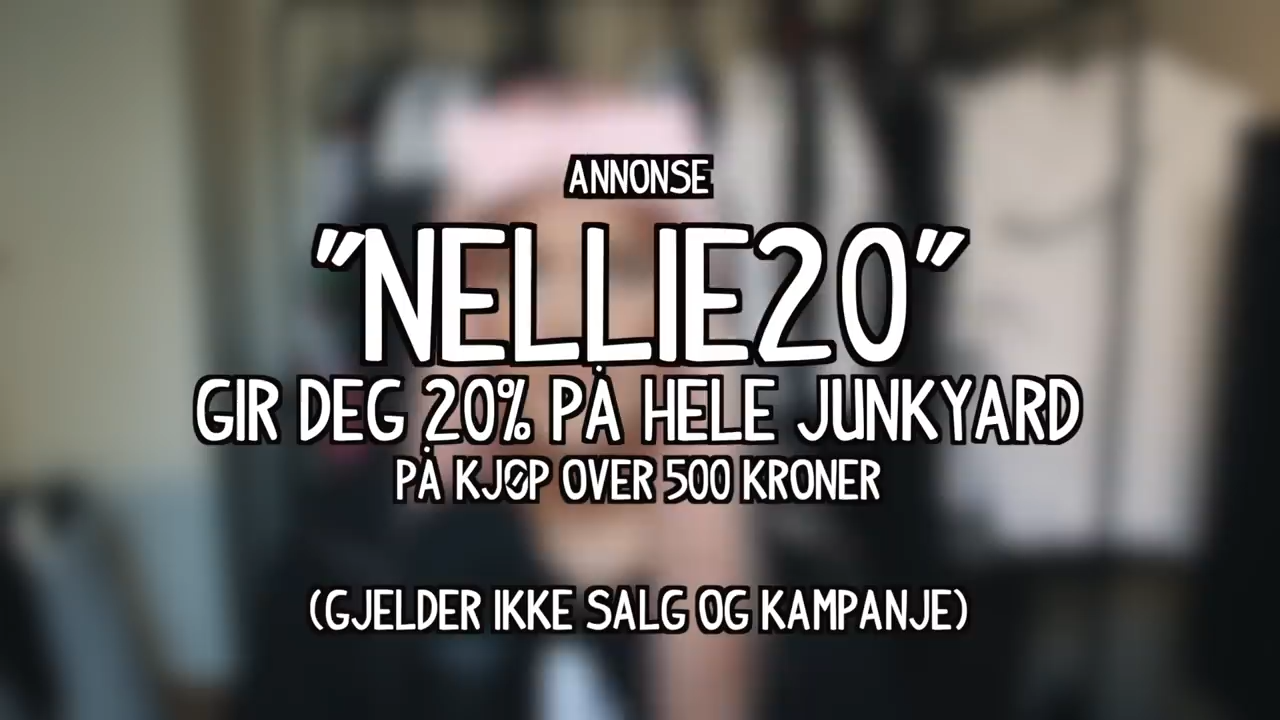 ANNONSE
"NELLIE20"
GIR DEG 20% PÅ HELE JUNKYARD
PÅ KJØP OVER 500 KRONER
(GJELDER IKKE SALG OG KAMPANJE)